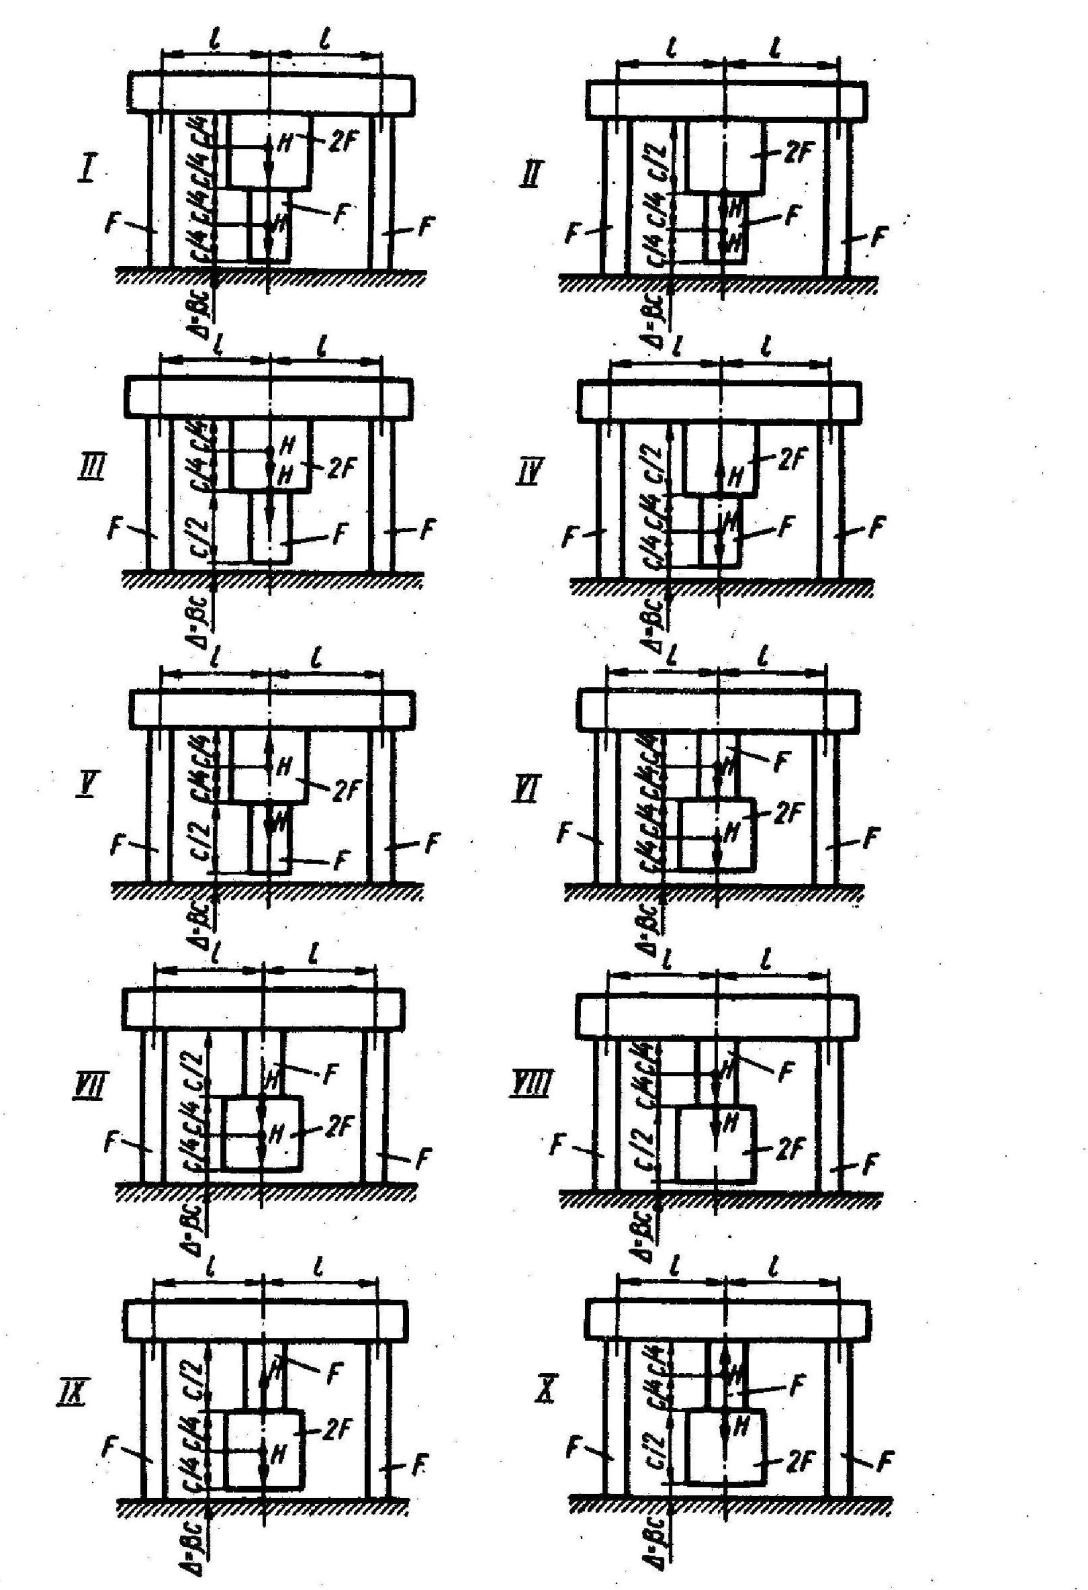 l l
I
c/4 c/4 c/4 c/4
H 2F
H F
F F
Δ=βc
l l
II
c/2 c/4 c/4
2F
H F
H
F F
Δ=βc
l l
III
c/4 c/4 c/2
H
H 2F
F
F F
Δ=βc
l l
IV
c/2 c/4 c/4
H 2F
H F
F F
Δ=βc
l l
V
c/4 c/4 c/2
H 2F
H F
F F
Δ=βc
l l
VI
c/4 c/4 c/4 c/4
H F
H 2F
F F
Δ=βc
l l
VII
c/2 c/4 c/4
H F
H 2F
F F
Δ=βc
l l
VIII
c/4 c/4 c/2
H F
H 2F
F F
Δ=βc
l l
IX
c/2 c/4 c/4
H F
H 2F
F F
Δ=βc
l l
X
c/4 c/4 c/2
H F
H 2F
F F
Δ=βc